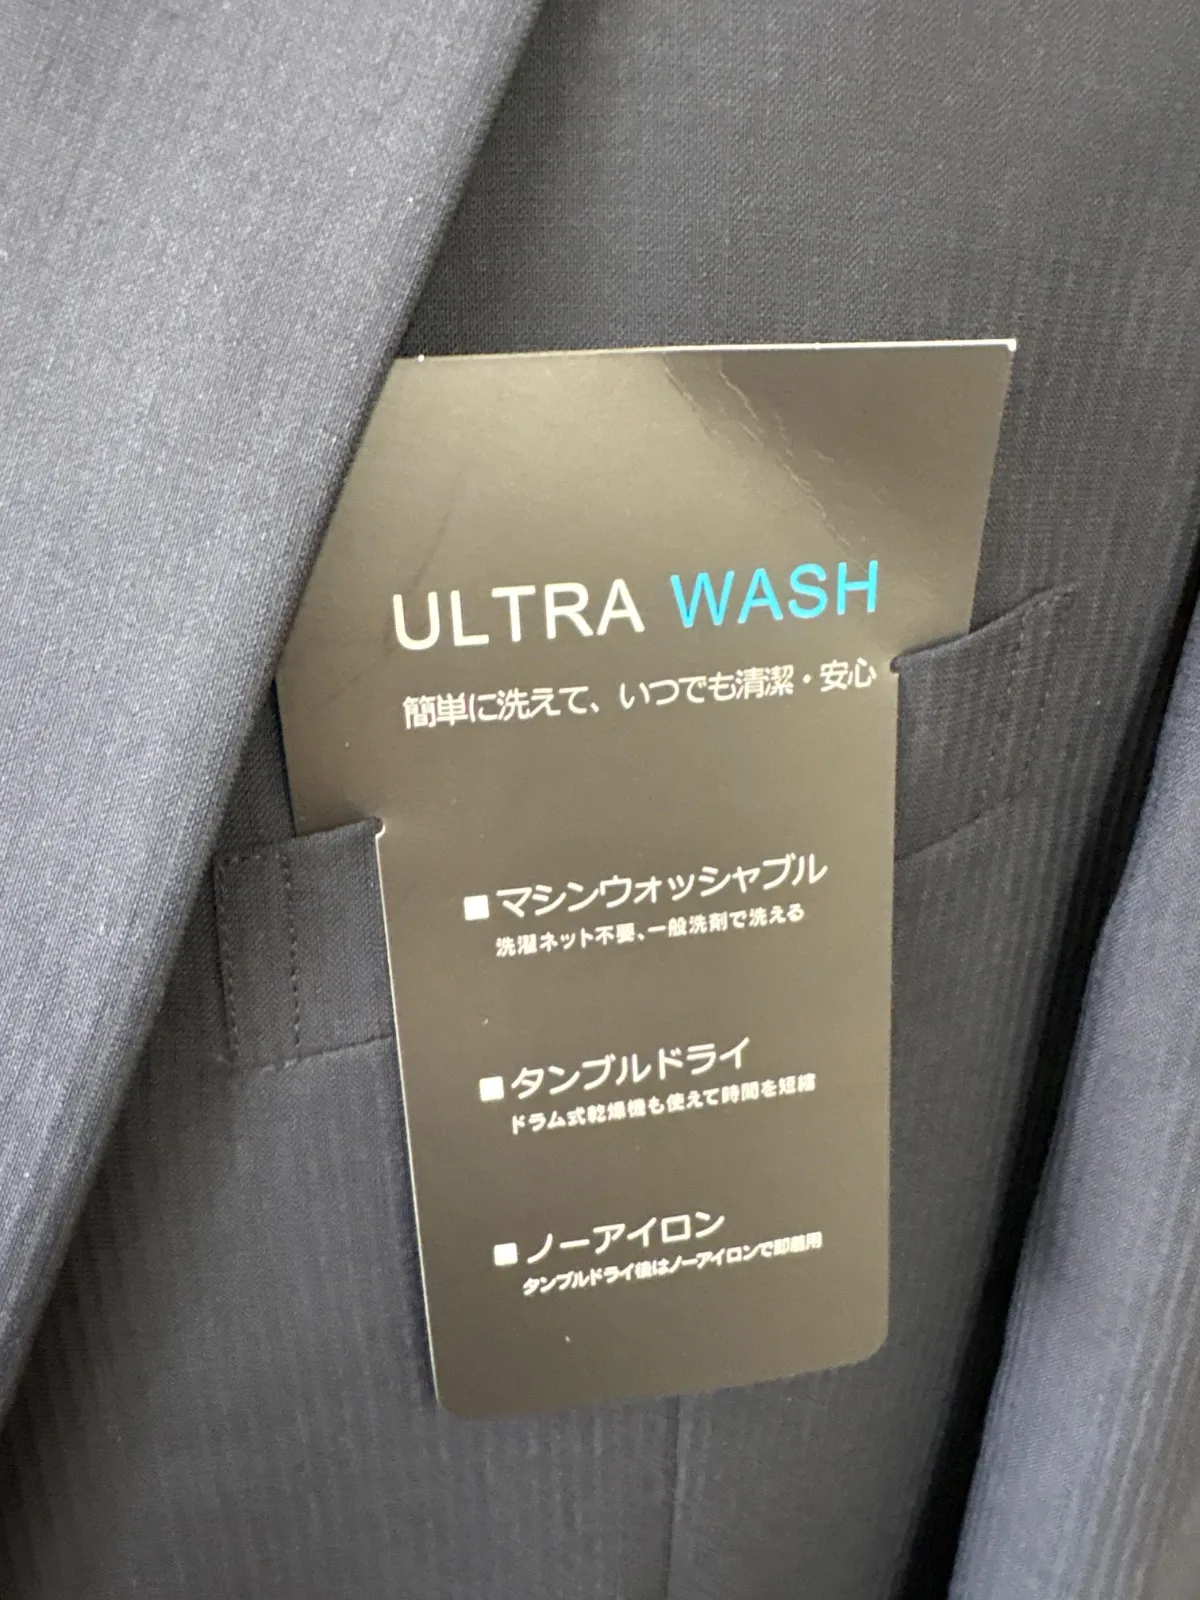 ULTRA WASH
簡単に洗えて、いつでも清潔・安心
■マシンウォッシャブル
洗濯ネット不要、一般洗剤で洗える
■タンブルドライ
ドラム式乾燥機も使えて時間を短縮
■ノーアイロン
タンブルドライ後はノーアイロンで即着用